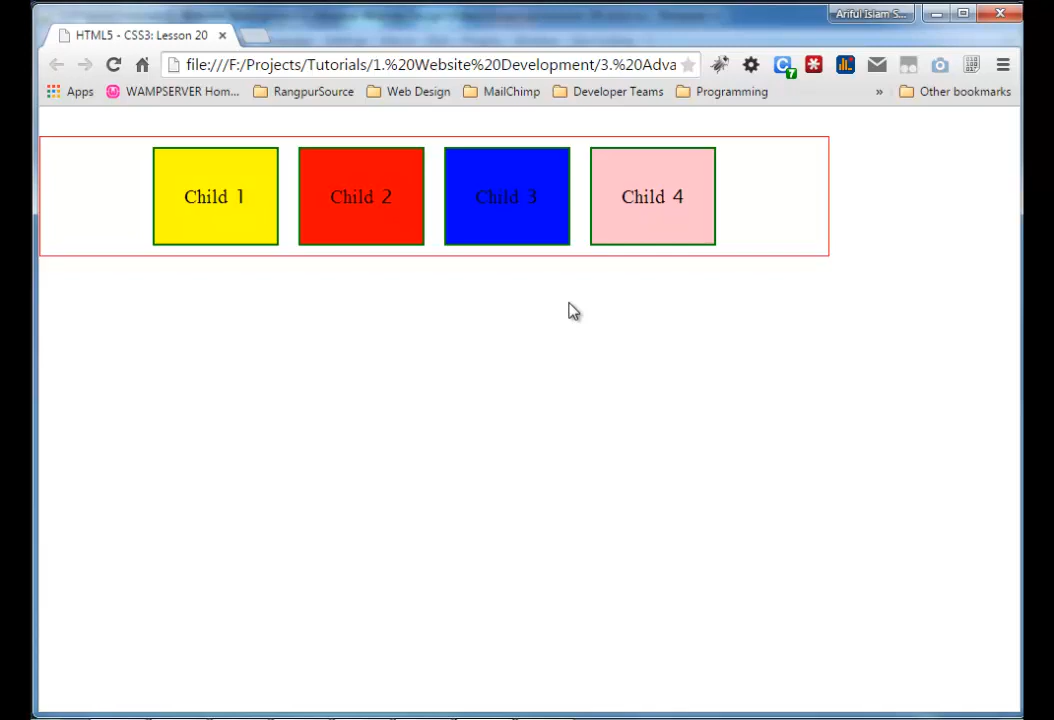 Ariful Islam S...
HTML5 - CSS3: Lesson 20
file:///F:/Projects/Tutorials/1.%20Website%20Development/3.%20Adva
7
Apps WAMPSERVER Hom... RangpurSource Web Design MailChimp Developer Teams Programming » Other bookmarks
Child 1 Child 2 Child 3 Child 4